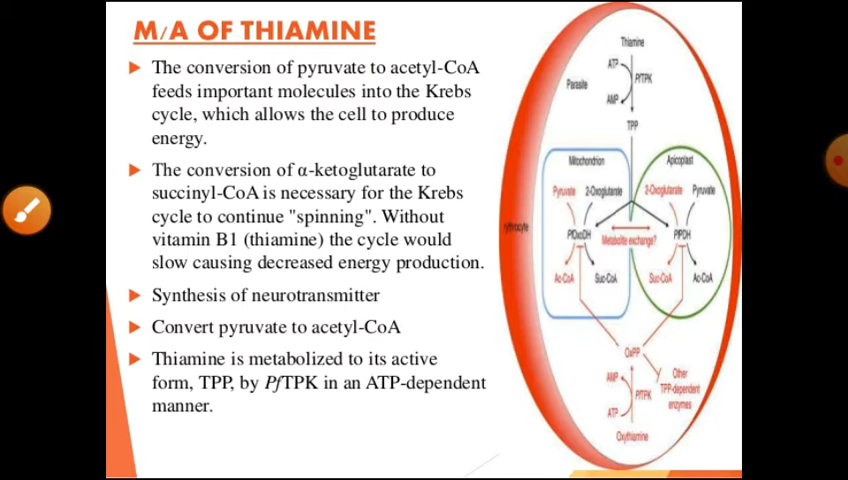 M/A OF THIAMINE
The conversion of pyruvate to acetyl-CoA
feeds important molecules into the Krebs
cycle, which allows the cell to produce
energy.
The conversion of α-ketoglutarate to
succinyl-CoA is necessary for the Krebs
cycle to continue "spinning". Without
vitamin B1 (thiamine) the cycle would
slow causing decreased energy production.
Synthesis of neurotransmitter
Convert pyruvate to acetyl-CoA
Thiamine is metabolized to its active
form, TPP, by PfTPK in an ATP-dependent
manner.
Thiamine
ATP
PfTPK
Parasite
AMP
TPP
Mitochondrion
Apicoplast
Pyruvate
2-Oxoglutarate
2-Oxoglutarate
Pyruvate
Metabolite exchange?
PfPDH
Ac-CoA
Suc-CoA
Suc-CoA
Ac-CoA
OxPP
AMP
PfTPK
ATP
Other
TPP-dependent
enzymes
Oxythiamine